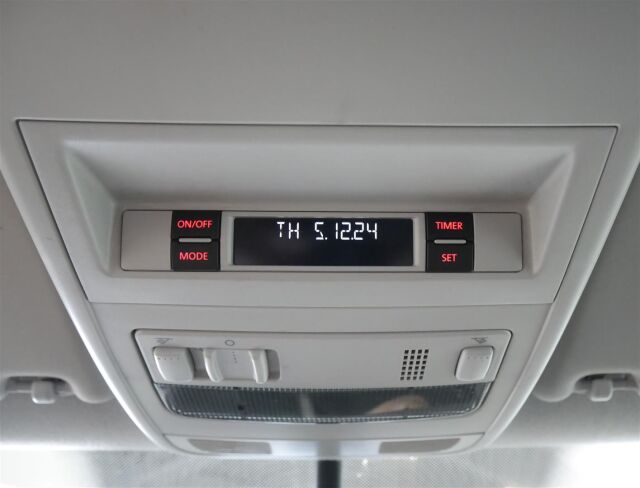 ON/OFF
MODE
TH 5.12.24
TIMER
SET